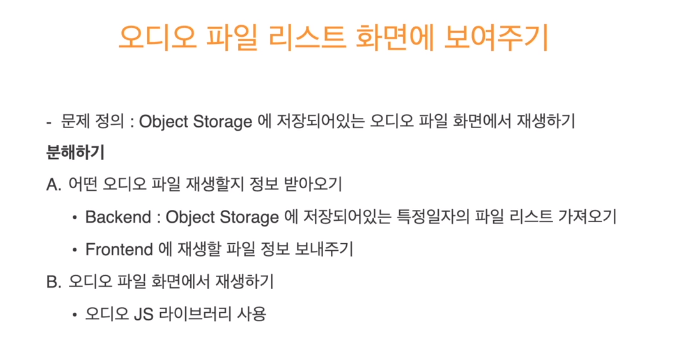 오디오 파일 리스트 화면에 보여주기
- 문제 정의 : Object Storage 에 저장되어있는 오디오 파일 화면에서 재생하기
분해하기
A. 어떤 오디오 파일 재생할지 정보 받아오기
• Backend : Object Storage 에 저장되어있는 특정일자의 파일 리스트 가져오기
• Frontend 에 재생할 파일 정보 보내주기
B. 오디오 파일 화면에서 재생하기
• 오디오 JS 라이브러리 사용